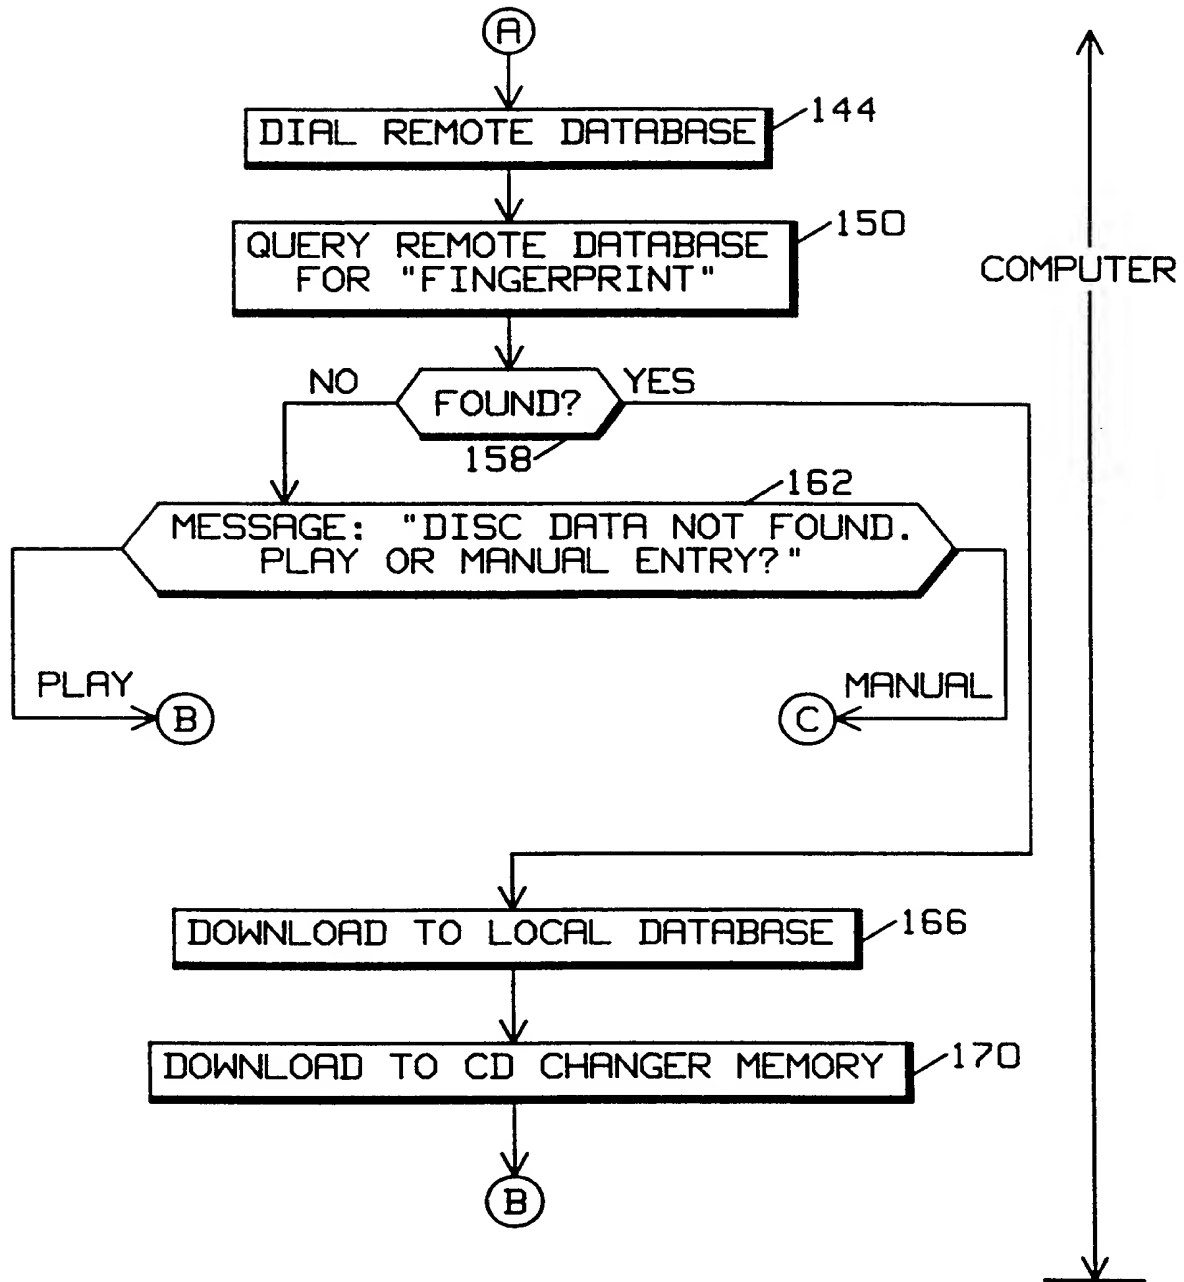 A
DIAL REMOTE DATABASE
144
QUERY REMOTE DATABASE
FOR "FINGERPRINT"
150
COMPUTER
NO
FOUND?
YES
158
162
MESSAGE: "DISC DATA NOT FOUND.
PLAY OR MANUAL ENTRY?"
PLAY
B
MANUAL
C
DOWNLOAD TO LOCAL DATABASE
166
DOWNLOAD TO CD CHANGER MEMORY
170
B